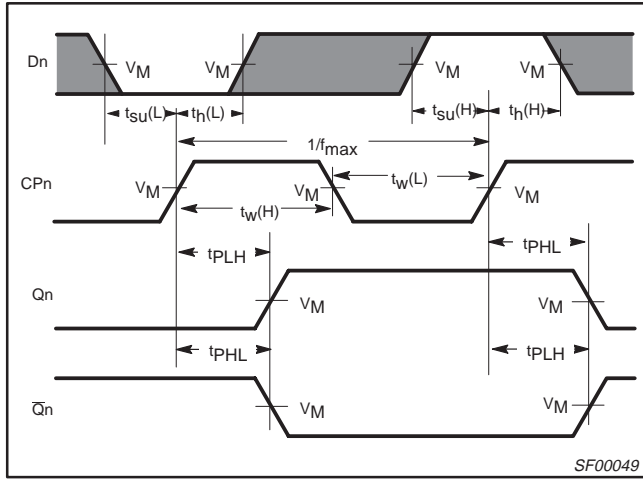 Dn
VM VM VM VM
tsu(L) th(L) tsu(H) th(H)
1/fmax
CPn
VM VM tw(L) VM
tw(H)
tPLH tPHL
Qn
VM VM
tPHL tPLH
Q̅n
VM VM
SF00049